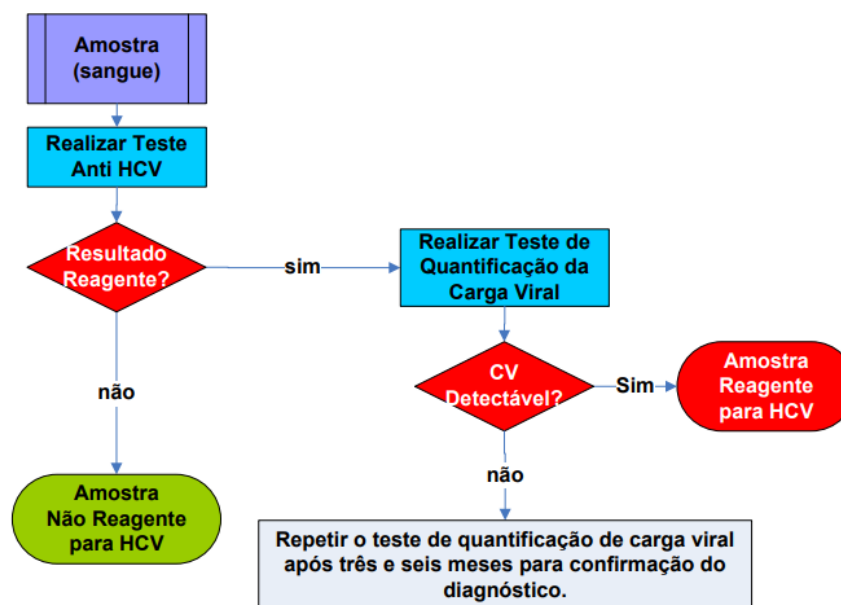 Amostra
(sangue)
Realizar Teste
Anti HCV
Resultado
Reagente?
sim
Realizar Teste de
Quantificação da
Carga Viral
CV
Detectável?
Sim
Amostra
Reagente
para HCV
não
não
Amostra
Não Reagente
para HCV
Repetir o teste de quantificação de carga viral
após três e seis meses para confirmação do
diagnóstico.